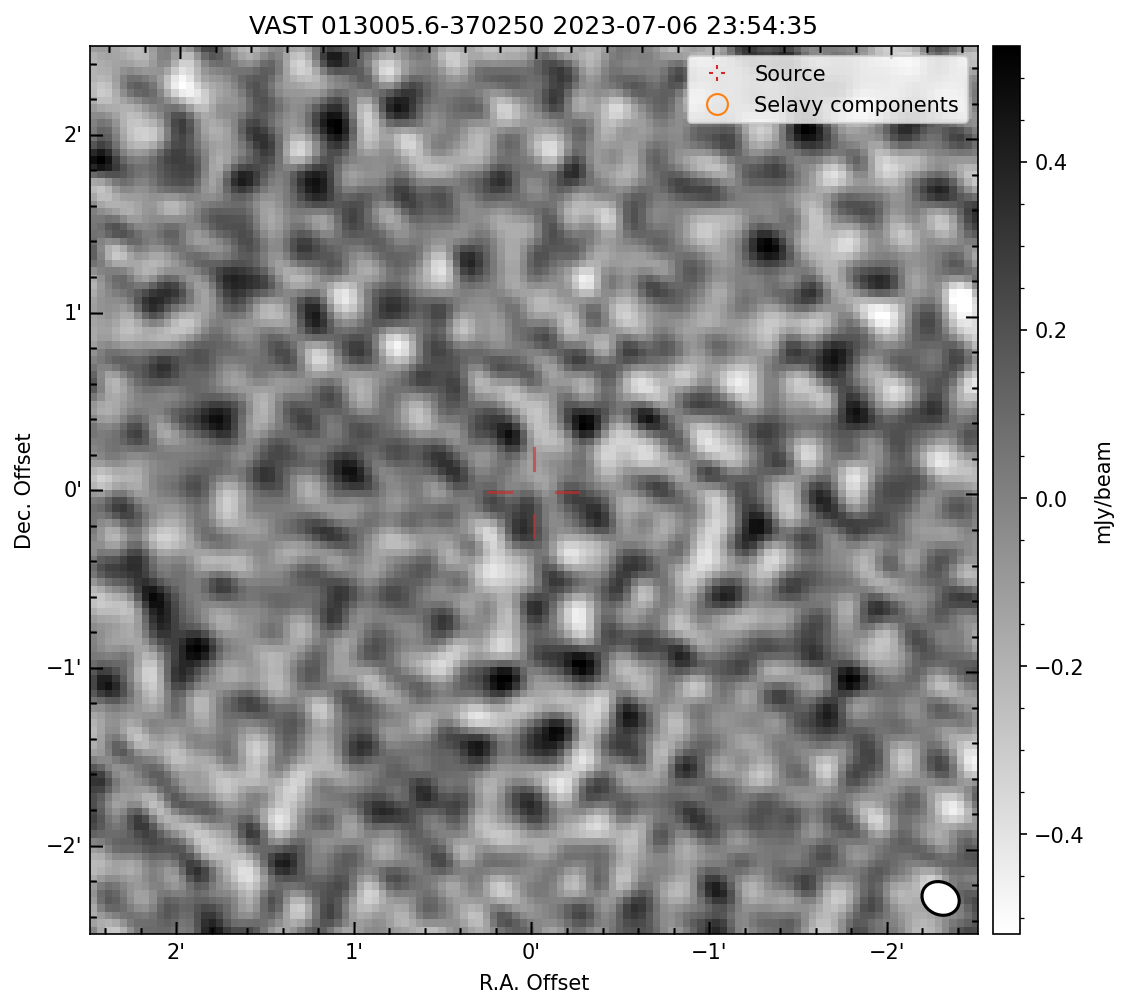 VAST 013005.6-370250 2023-07-06 23:54:35
Source
Selavy components
2'
1'
0'
−1'
−2'
Dec. Offset
2'
1'
0'
−1'
−2'
R.A. Offset
0.4
0.2
0.0
−0.2
−0.4
mJy/beam